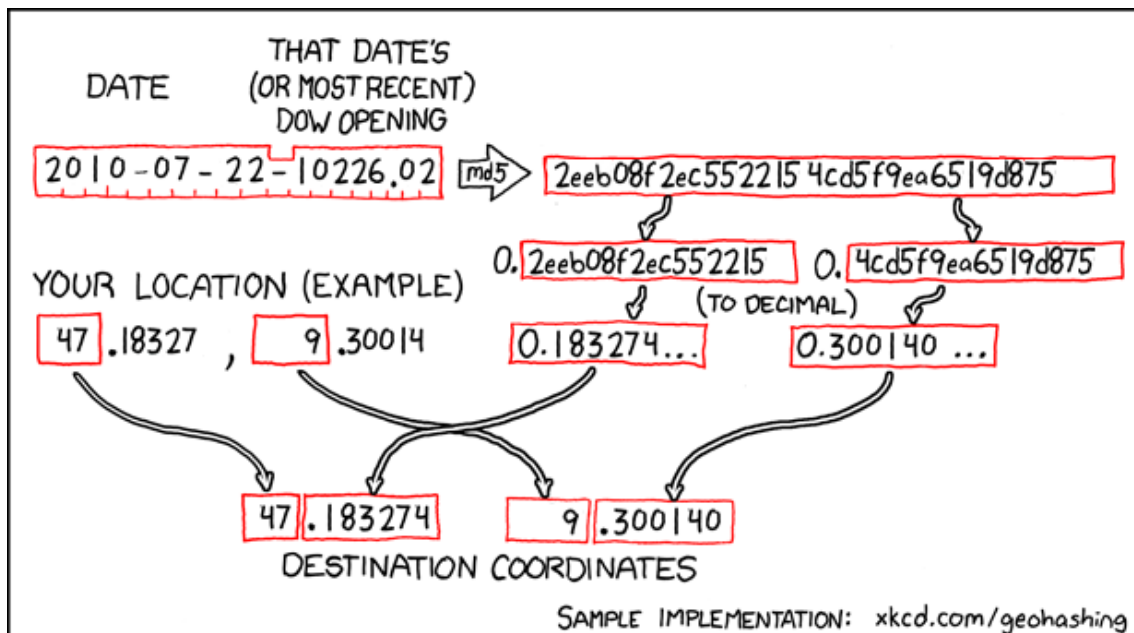 DATE
THAT DATE'S
(OR MOST RECENT)
DOW OPENING
2010-07-22-10226.02
md5
2eeb08f2ec552215 4cd5f9ea6519d875
0.2eeb08f2ec552215
0.4cd5f9ea6519d875
(TO DECIMAL)
YOUR LOCATION (EXAMPLE)
47.18327, 9.30014
0.183274...
0.300140 ...
47.183274
9.300140
DESTINATION COORDINATES
SAMPLE IMPLEMENTATION: xkcd.com/geohashing